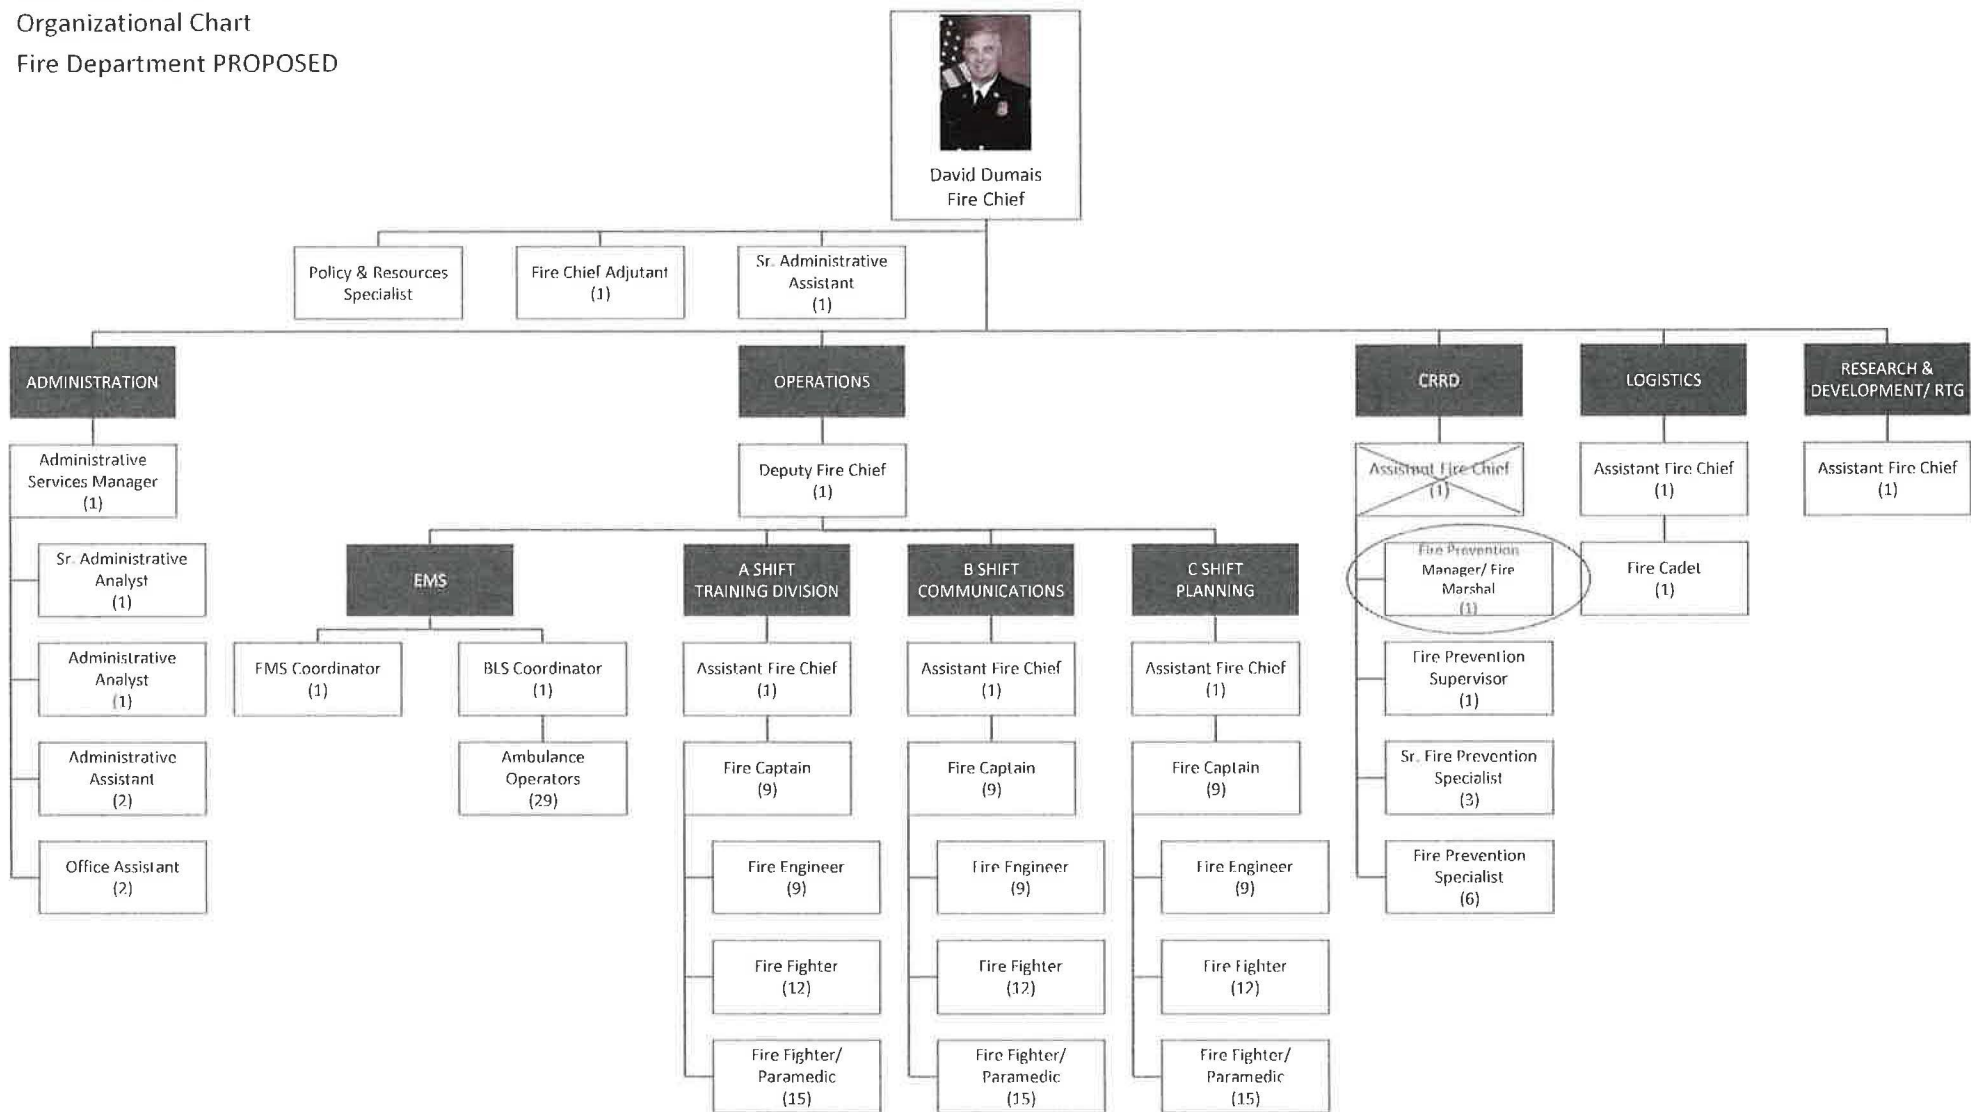 Organizational Chart
Fire Department PROPOSED
David Dumais
Fire Chief
Policy & Resources
Specialist
Fire Chief Adjutant
(1)
Sr. Administrative
Assistant
(1)
ADMINISTRATION
OPERATIONS
CRRD
LOGISTICS
RESEARCH &
DEVELOPMENT/ RTG
Administrative
Services Manager
(1)
Sr. Administrative
Analyst
(1)
Administrative
Analyst
(1)
Administrative
Assistant
(2)
Office Assistant
(2)
Deputy Fire Chief
(1)
EMS
EMS Coordinator
(1)
BLS Coordinator
(1)
Ambulance
Operators
(29)
A SHIFT
TRAINING DIVISION
Assistant Fire Chief
(1)
Fire Captain
(9)
Fire Engineer
(9)
Fire Fighter
(12)
Fire Fighter/
Paramedic
(15)
B SHIFT
COMMUNICATIONS
Assistant Fire Chief
(1)
Fire Captain
(9)
Fire Engineer
(9)
Fire Fighter
(12)
Fire Fighter/
Paramedic
(15)
C SHIFT
PLANNING
Assistant Fire Chief
(1)
Fire Captain
(9)
Fire Engineer
(9)
Fire Fighter
(12)
Fire Fighter/
Paramedic
(15)
Assistant Fire Chief
(1)
Fire Prevention
Manager/ Fire
Marshal
(1)
Fire Prevention
Supervisor
(1)
Sr. Fire Prevention
Specialist
(3)
Fire Prevention
Specialist
(6)
Assistant Fire Chief
(1)
Fire Cadet
(1)
Assistant Fire Chief
(1)